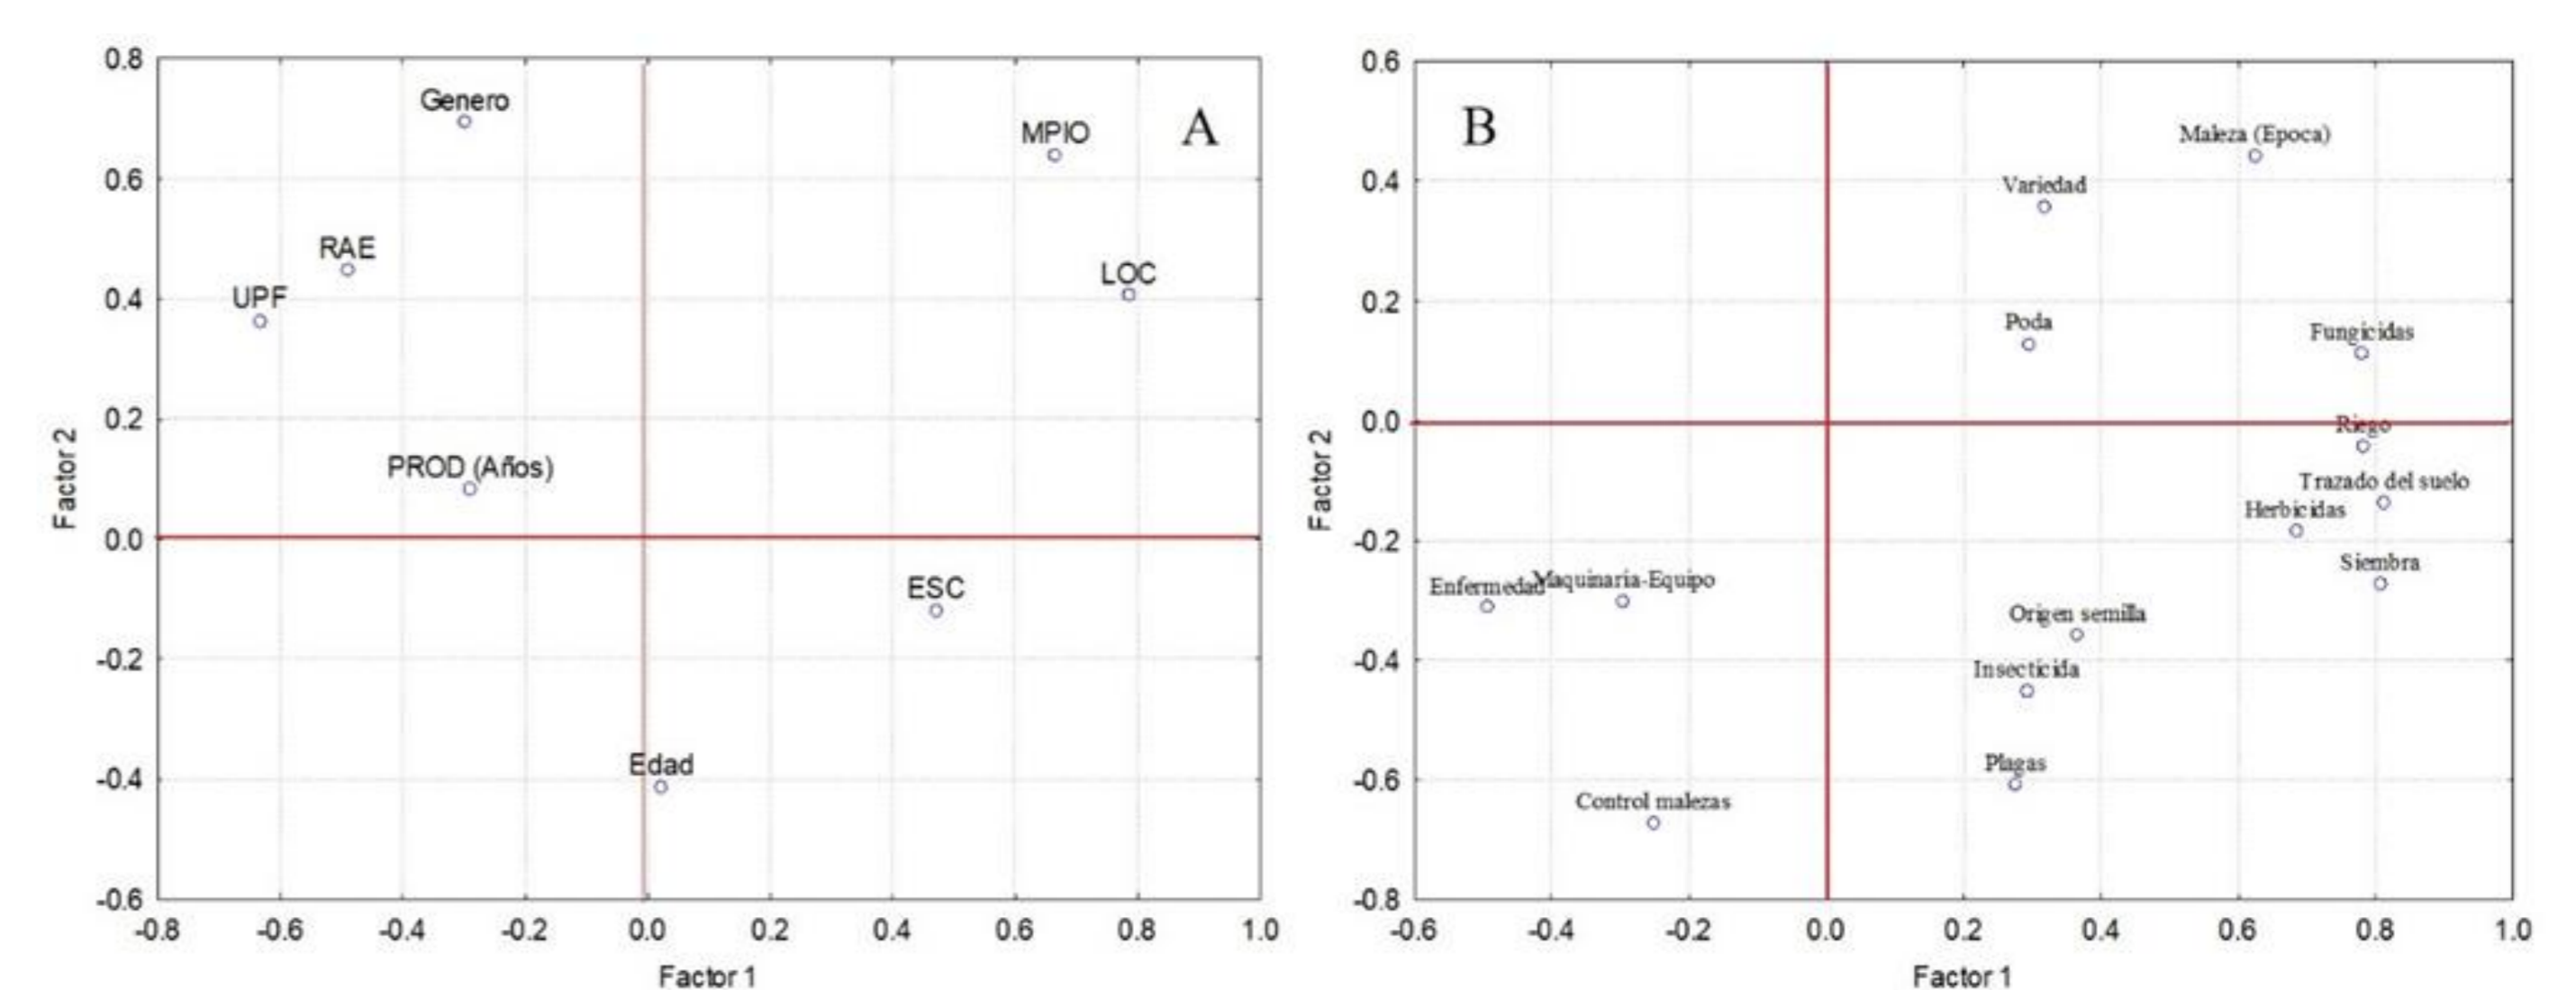 A
0.8
0.6
0.4
0.2
0.0
-0.2
-0.4
-0.6
Factor 2
Genero
MPIO
RAE
LOC
UPF
PROD (Años)
ESC
Edad
-0.8 -0.6 -0.4 -0.2 0.0 0.2 0.4 0.6 0.8 1.0
Factor 1
B
0.6
0.4
0.2
0.0
-0.2
-0.4
-0.6
-0.8
Factor 2
Maleza (Epoca)
Variedad
Poda
Fungicidas
Riego
Trazado del suelo
Herbicidas
Siembra
Enfermedad
Maquinaria-Equipo
Origen semilla
Insecticida
Plagas
Control malezas
-0.6 -0.4 -0.2 0.0 0.2 0.4 0.6 0.8 1.0
Factor 1